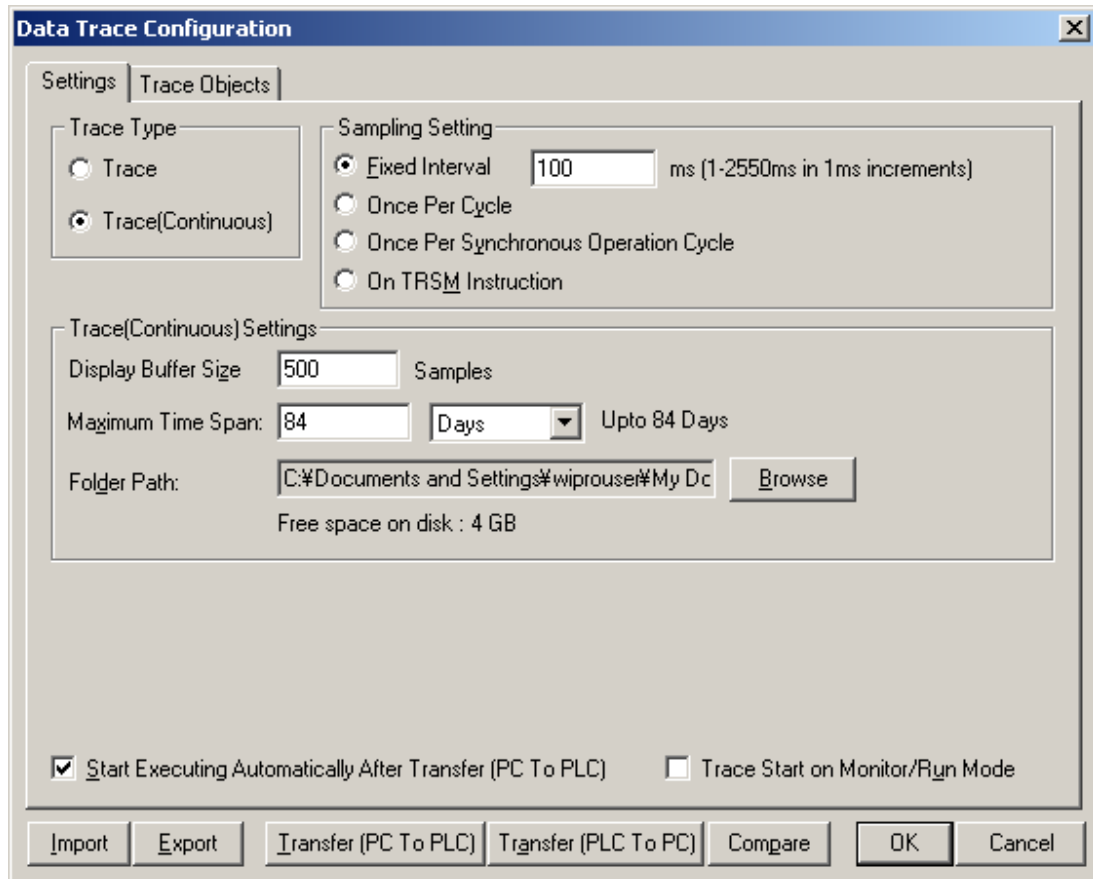 Data Trace Configuration
Settings
Trace Objects
Trace Type
Trace
Trace(Continuous)
Sampling Setting
Fixed Interval 100 ms (1-2550ms in 1ms increments)
Once Per Cycle
Once Per Synchronous Operation Cycle
On TRSM Instruction
Trace(Continuous) Settings
Display Buffer Size 500 Samples
Maximum Time Span: 84 Days Upto 84 Days
Folder Path: C:¥Documents and Settings¥wiprouser¥My Dc Browse
Free space on disk : 4 GB
Start Executing Automatically After Transfer (PC To PLC)
Trace Start on Monitor/Run Mode
Import Export Transfer (PC To PLC) Transfer (PLC To PC) Compare OK Cancel